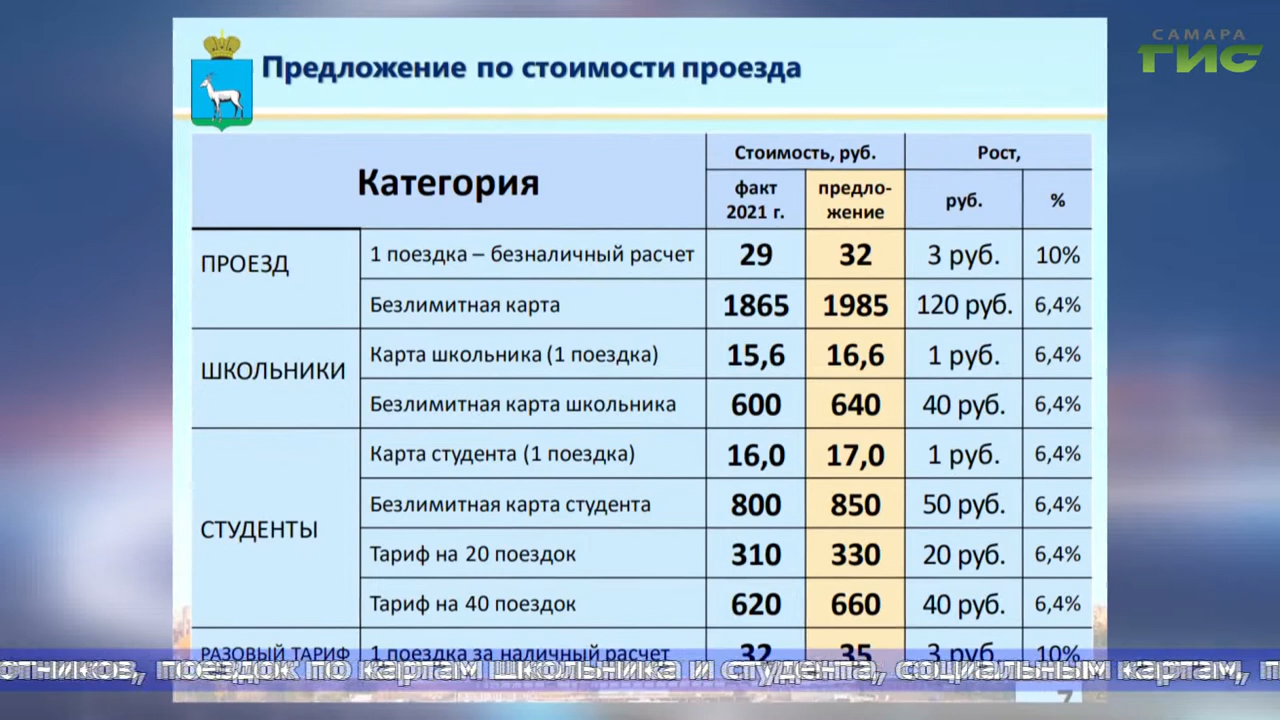 САМАРА
ГИС
Предложение по стоимости проезда
Категория
Стоимость, руб.
Рост,
факт
2021 г.
предло-
жение
руб.
%
ПРОЕЗД
1 поездка – безналичный расчет
29
32
3 руб.
10%
Безлимитная карта
1865
1985
120 руб.
6,4%
ШКОЛЬНИКИ
Карта школьника (1 поездка)
15,6
16,6
1 руб.
6,4%
Безлимитная карта школьника
600
640
40 руб.
6,4%
СТУДЕНТЫ
Карта студента (1 поездка)
16,0
17,0
1 руб.
6,4%
Безлимитная карта студента
800
850
50 руб.
6,4%
Тариф на 20 поездок
310
330
20 руб.
6,4%
Тариф на 40 поездок
620
660
40 руб.
6,4%
РАЗОВЫЙ ТАРИФ
1 поездка за наличный расчет
32
35
3 руб.
10%
поездок по картам школьника и студента, социальным картам,
7